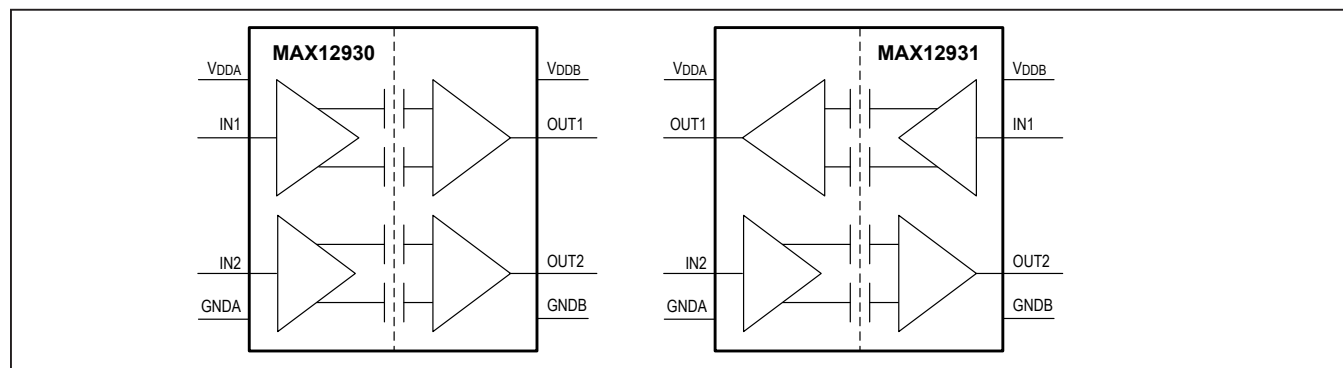 MAX12930
VDDA
VDDB
IN1
OUT1
IN2
OUT2
GNDA
GNDB
MAX12931
VDDA
VDDB
OUT1
IN1
IN2
OUT2
GNDA
GNDB